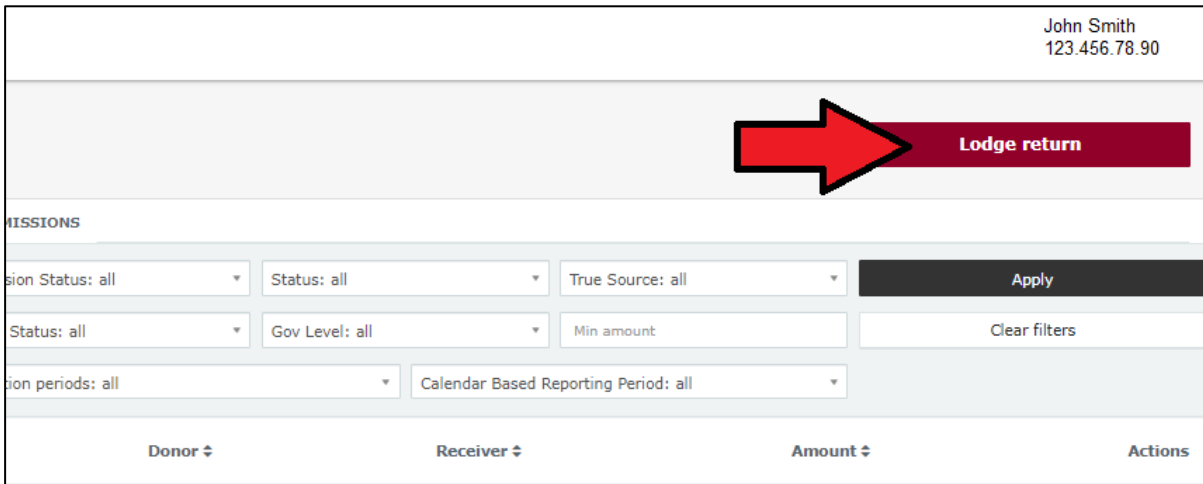 John Smith
123.456.78.90
Lodge return
MISSIONS
sion Status: all Status: all True Source: all Apply
Status: all Gov Level: all Min amount Clear filters
tion periods: all Calendar Based Reporting Period: all
Donor Receiver Amount Actions